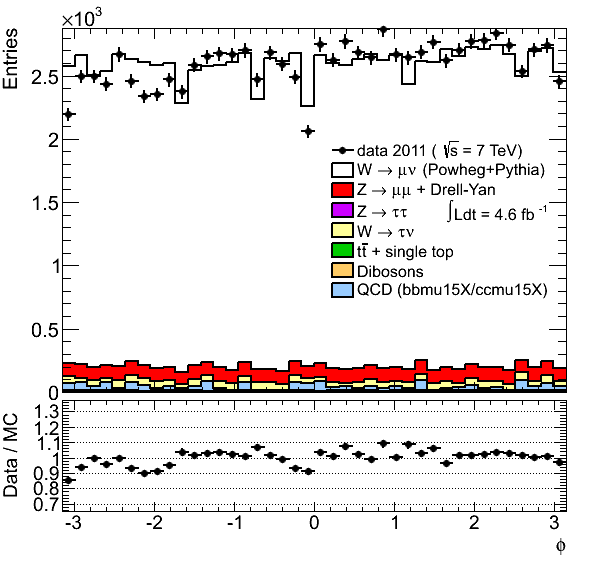 ×10³
Entries
2.5
2
1.5
1
0.5
0
data 2011 ( √s = 7 TeV)
W → μν (Powheg+Pythia)
Z → μμ + Drell-Yan
Z → ττ
∫Ldt = 4.6 fb⁻¹
W → τν
tt̅ + single top
Dibosons
QCD (bbmu15X/ccmu15X)
Data / MC
1.3
1.2
1.1
1
0.9
0.8
0.7
-3 -2 -1 0 1 2 3
ϕ